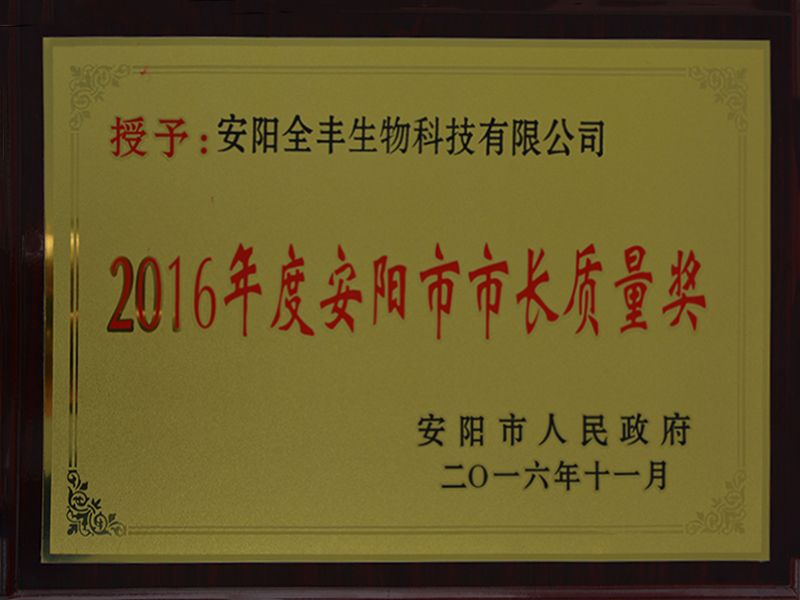 授予：安阳全丰生物科技有限公司
2016年度安阳市市长质量奖
安阳市人民政府
二〇一六年十一月